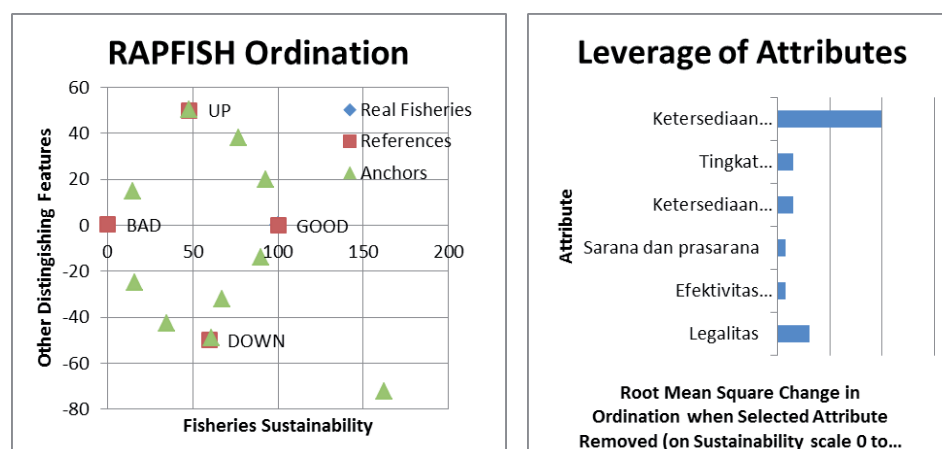 RAPFISH Ordination
Other Distingishing Features
60
40
20
0
-20
-40
-60
-80
0
50
100
150
200
UP
BAD
GOOD
DOWN
Real Fisheries
References
Anchors
Fisheries Sustainability
Leverage of Attributes
Attribute
Ketersediaan...
Tingkat...
Ketersediaan...
Sarana dan prasarana
Efektivitas...
Legalitas
Root Mean Square Change in
Ordination when Selected Attribute
Removed (on Sustainability scale 0 to...